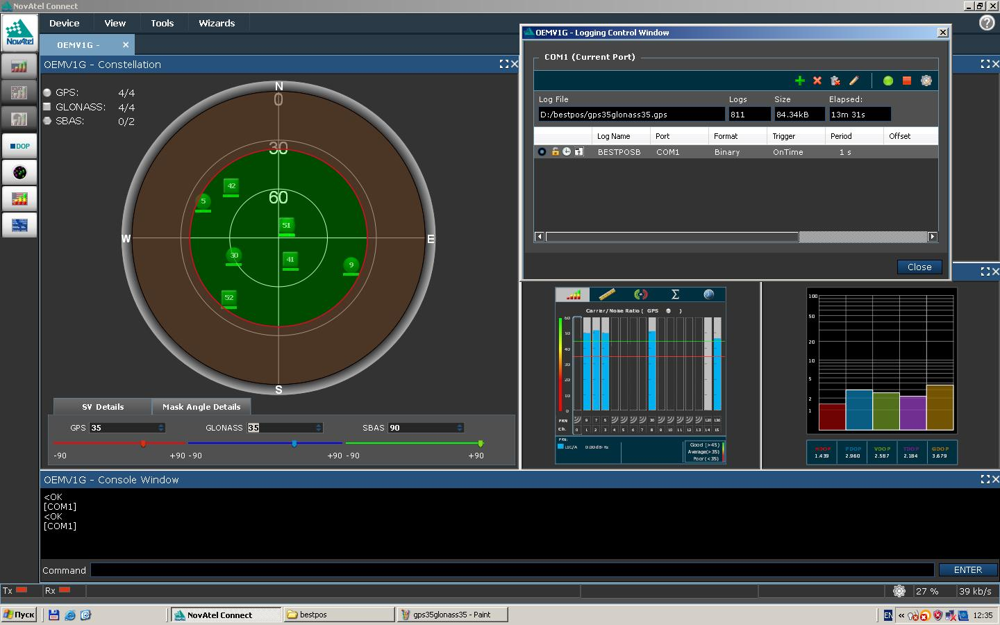 NovAtel Connect
NovAtel
Device View Tools Wizards
OEMV1G -
OEMV1G - Constellation
GPS: 4/4
GLONASS: 4/4
SBAS: 0/2
DOP
N
0
30
60
W
E
S
42
5
51
30
41
9
52
SV Details Mask Angle Details
GPS 35 GLONASS 35 SBAS 90
-90 +90 -90 +90 -90 +90
OEMV1G - Logging Control Window
COM1 (Current Port)
Log File Logs Size Elapsed:
D:/bestpos/gps35glonass35.gps 811 84.34kB 13m 31s
Log Name Port Format Trigger Period Offset
BESTPOSB COM1 Binary OnTime 1 s
Close
Carrier/Noise Ratio ( GPS )
60
50
40
30
20
10
0
PRN 9 7 5 30 120 136
Ch. 0 1 2 3 4 5 6 7 8 9 10 11 12 13 14 15
PRN:
L1C/A 0.00 dB-Hz
Good (>45)
Average(>35)
Poor(<35)
100
50
20
10
5
2
1
HDOP PDOP VDOP TDOP GDOP
1.439 2.960 2.587 2.184 3.679
OEMV1G - Console Window
<OK
[COM1]
<OK
[COM1]
Command ENTER
Tx Rx 27 % 39 kb/s
Пуск NovAtel Connect bestpos gps35glonass35 - Paint EN « 12:35